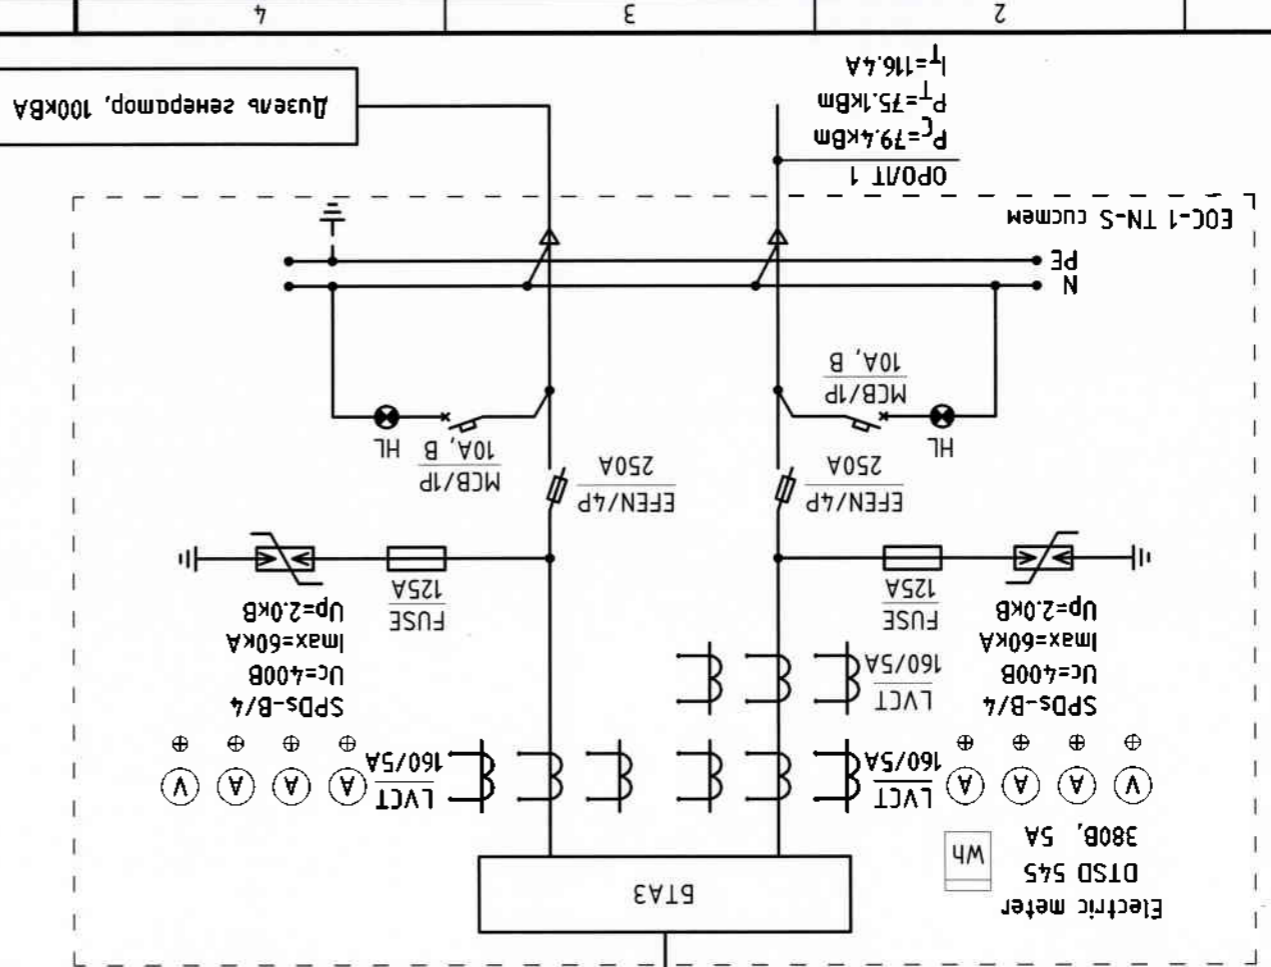 Electric meter
DTSD 545
380В, 5А
Wh
БТАЗ
V
A
A
A
LVCT
160/5A
LVCT
160/5A
A
A
A
V
SPDs-B/4
Uc=400В
Imax=60кА
Up=2.0кВ
LVCT
160/5A
SPDs-B/4
Uc=400В
Imax=60кА
Up=2.0кВ
FUSE
125A
FUSE
125A
EFEN/4P
250A
EFEN/4P
250A
HL
MCB/1P
10A, B
MCB/1P
10A, B
HL
N
PE
ЕОС-1 TN-S систем
ОРОЛТ 1
PС=79.4кВт
PТ=75.1кВт
IТ=116.4А
Дизель генератор, 100кВА
2
3
4